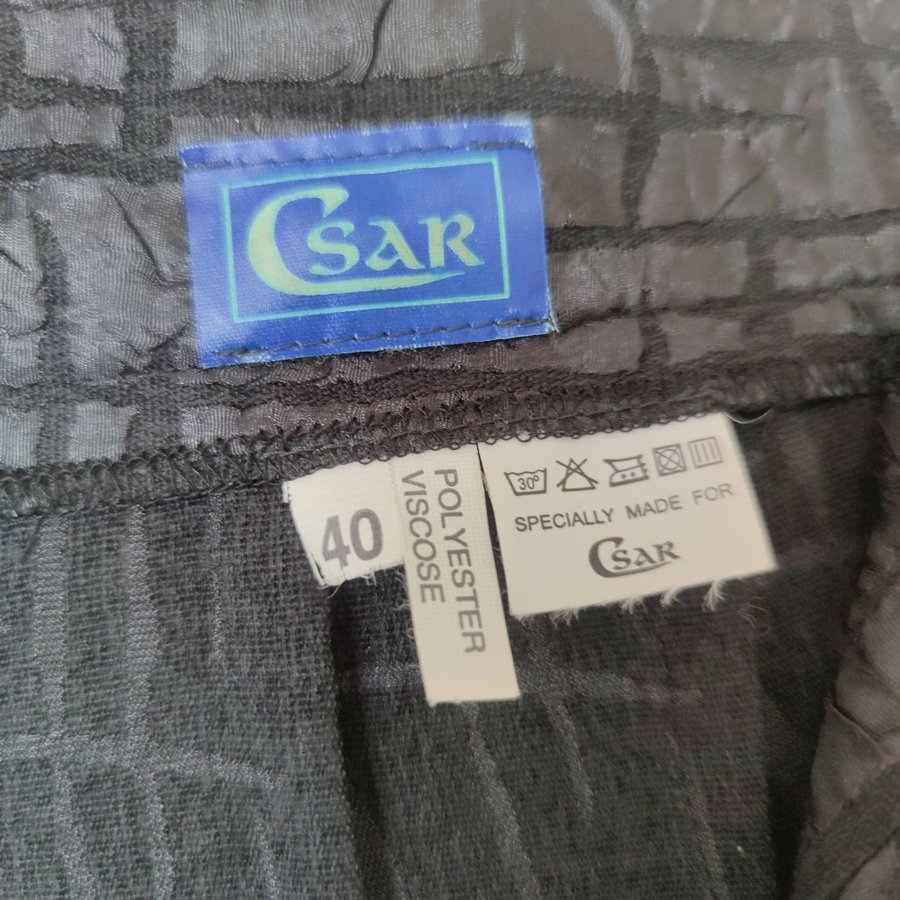 CSAR
40
POLYESTER
VISCOSE
30°
SPECIALLY MADE FOR
CSAR